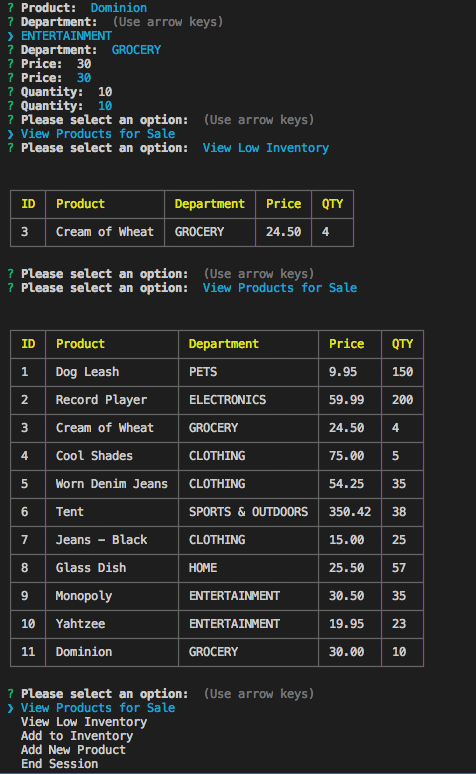 ? Product:  Dominion
? Department:  (Use arrow keys)
❯ ENTERTAINMENT
? Department:  GROCERY
? Price:  30
? Price:  30
? Quantity:  10
? Quantity:  10
? Please select an option:  (Use arrow keys)
❯ View Products for Sale
? Please select an option:  View Low Inventory
ID Product Department Price QTY
3 Cream of Wheat GROCERY 24.50 4
? Please select an option:  (Use arrow keys)
? Please select an option:  View Products for Sale
ID Product Department Price QTY
1 Dog Leash PETS 9.95 150
2 Record Player ELECTRONICS 59.99 200
3 Cream of Wheat GROCERY 24.50 4
4 Cool Shades CLOTHING 75.00 5
5 Worn Denim Jeans CLOTHING 54.25 35
6 Tent SPORTS & OUTDOORS 350.42 38
7 Jeans - Black CLOTHING 15.00 25
8 Glass Dish HOME 25.50 57
9 Monopoly ENTERTAINMENT 30.50 35
10 Yahtzee ENTERTAINMENT 19.95 23
11 Dominion GROCERY 30.00 10
? Please select an option:  (Use arrow keys)
❯ View Products for Sale
View Low Inventory
Add to Inventory
Add New Product
End Session